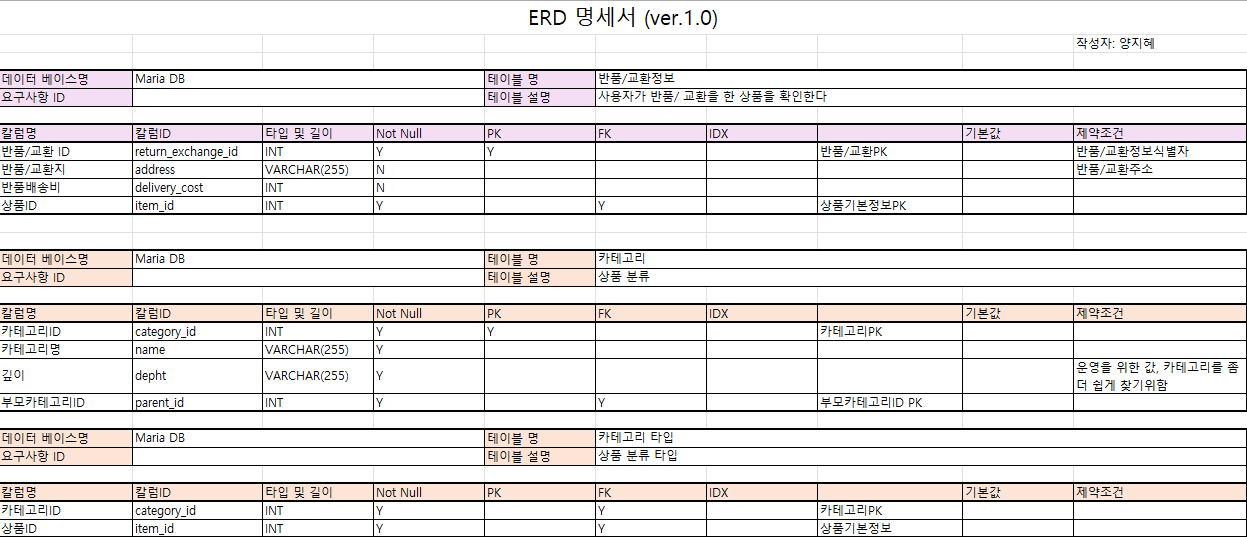 ERD 명세서 (ver.1.0)
작성자: 양지혜
데이터 베이스명 Maria DB 테이블 명 반품/교환정보
요구사항 ID 테이블 설명 사용자가 반품/ 교환을 한 상품을 확인한다
칼럼명 칼럼ID 타입 및 길이 Not Null PK FK IDX 기본값 제약조건
반품/교환 ID return_exchange_id INT Y Y 반품/교환PK 반품/교환정보식별자
반품/교환지 address VARCHAR(255) N 반품/교환주소
반품배송비 delivery_cost INT N
상품ID item_id INT Y Y 상품기본정보PK
데이터 베이스명 Maria DB 테이블 명 카테고리
요구사항 ID 테이블 설명 상품 분류
칼럼명 칼럼ID 타입 및 길이 Not Null PK FK IDX 기본값 제약조건
카테고리ID category_id INT Y Y 카테고리PK
카테고리명 name VARCHAR(255) Y
깊이 depht VARCHAR(255) Y 운영을 위한 값, 카테고리를 좀
더 쉽게 찾기위함
부모카테고리ID parent_id INT Y Y 부모카테고리ID PK
데이터 베이스명 Maria DB 테이블 명 카테고리 타입
요구사항 ID 테이블 설명 상품 분류 타입
칼럼명 칼럼ID 타입 및 길이 Not Null PK FK IDX 기본값 제약조건
카테고리ID category_id INT Y Y 카테고리PK
상품ID item_id INT Y Y 상품기본정보